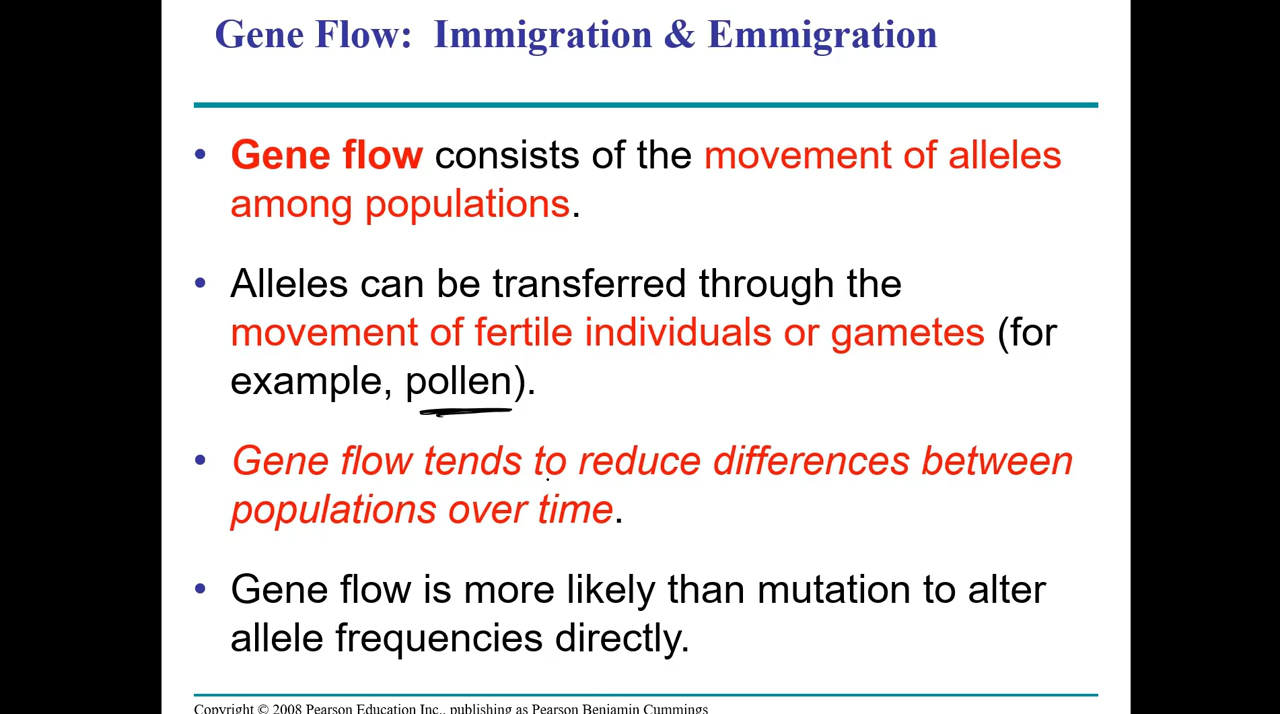 Gene Flow: Immigration & Emmigration
• Gene flow consists of the movement of alleles
among populations.
• Alleles can be transferred through the
movement of fertile individuals or gametes (for
example, pollen).
• Gene flow tends to reduce differences between
populations over time.
• Gene flow is more likely than mutation to alter
allele frequencies directly.
Copyright © 2008 Pearson Education Inc., publishing as Pearson Benjamin Cummings